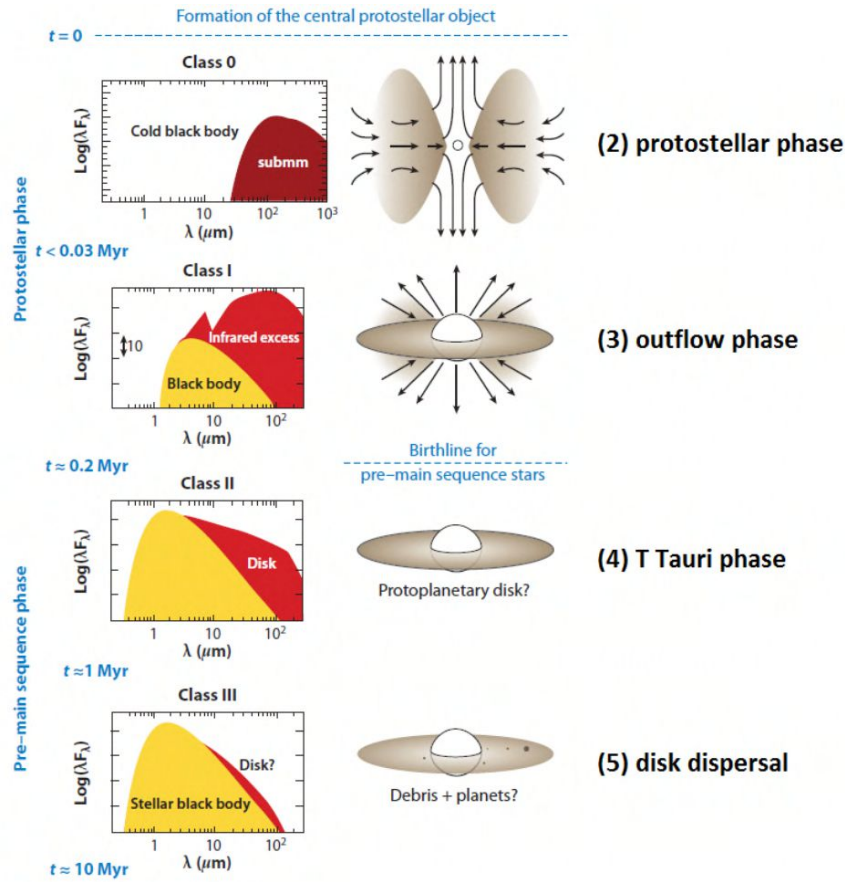 Formation of the central protostellar object
t = 0
Class 0
Log(λFλ)
Cold black body
submm
1 10 10² 10³
λ (μm)
(2) protostellar phase
Protostellar phase
t < 0.03 Myr
Class I
Log(λFλ)
10
Infrared excess
Black body
1 10 10²
λ (μm)
(3) outflow phase
t ≈ 0.2 Myr
Birthline for
pre–main sequence stars
Class II
Log(λFλ)
Disk
1 10 10²
λ (μm)
Protoplanetary disk?
(4) T Tauri phase
Pre–main sequence phase
t ≈1 Myr
Class III
Log(λFλ)
Disk?
Stellar black body
1 10 10²
λ (μm)
Debris + planets?
(5) disk dispersal
t ≈ 10 Myr